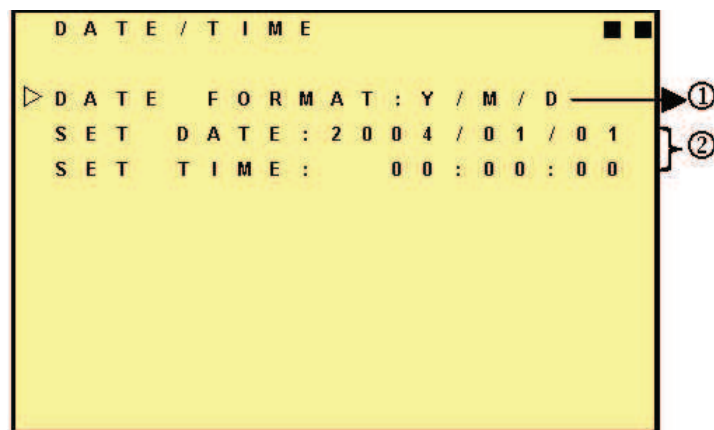 DATE/TIME
DATE FORMAT:Y/M/D ①
SET DATE:2004/01/01
②
SET TIME: 00:00:00